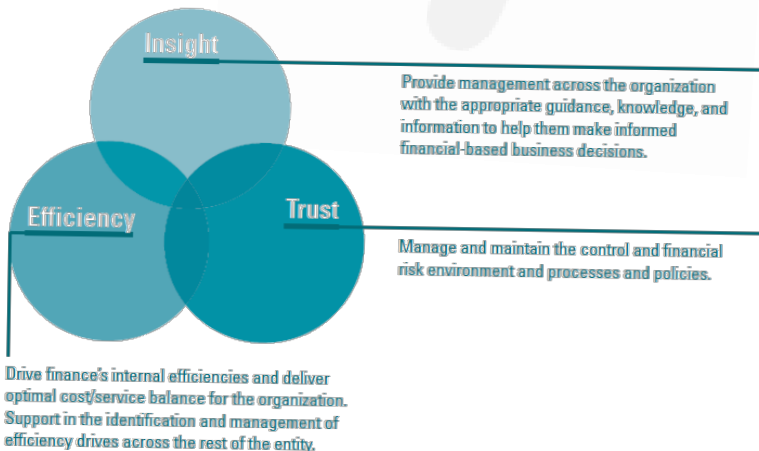 Insight
Provide management across the organization
with the appropriate guidance, knowledge, and
information to help them make informed
financial-based business decisions.
Efficiency
Trust
Manage and maintain the control and financial
risk environment and processes and policies.
Drive finance's internal efficiencies and deliver
optimal cost/service balance for the organization.
Support in the identification and management of
efficiency drives across the rest of the entity.